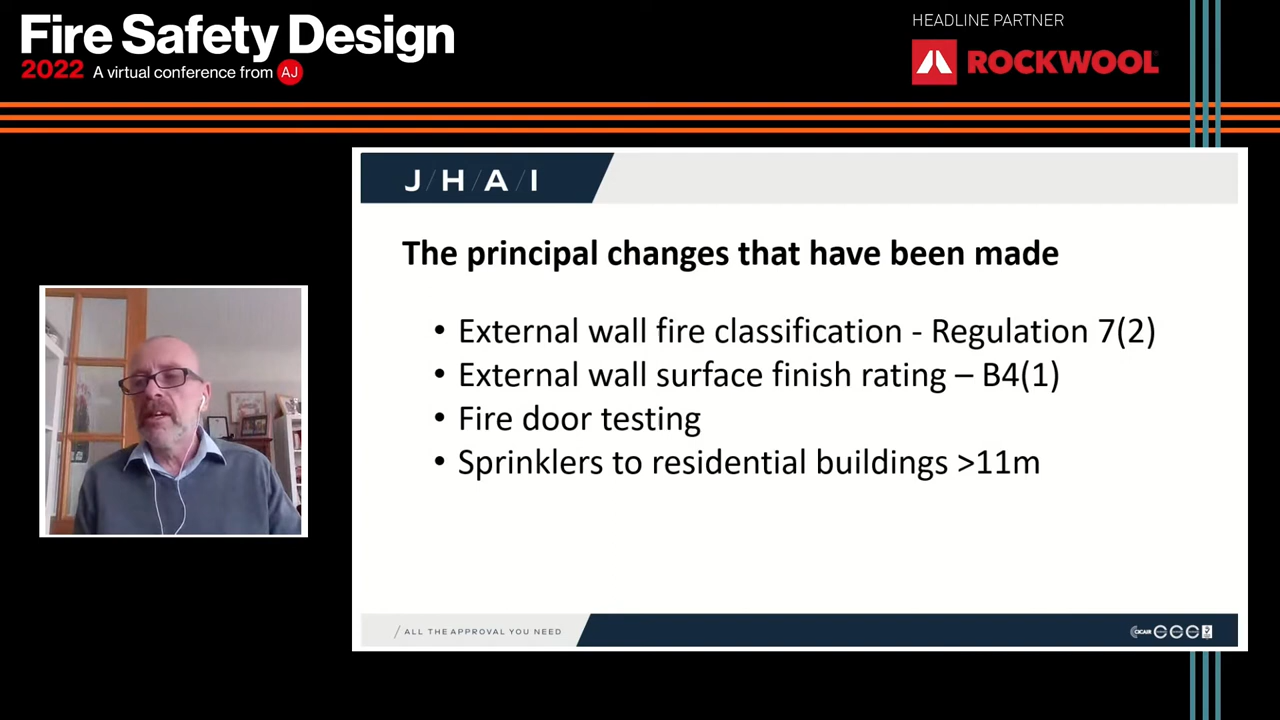 Fire Safety Design
2022 A virtual conference from AJ
HEADLINE PARTNER
ROCKWOOL
J/H/A/I
The principal changes that have been made
• External wall fire classification - Regulation 7(2)
• External wall surface finish rating – B4(1)
• Fire door testing
• Sprinklers to residential buildings >11m
/ ALL THE APPROVAL YOU NEED
CICAIR